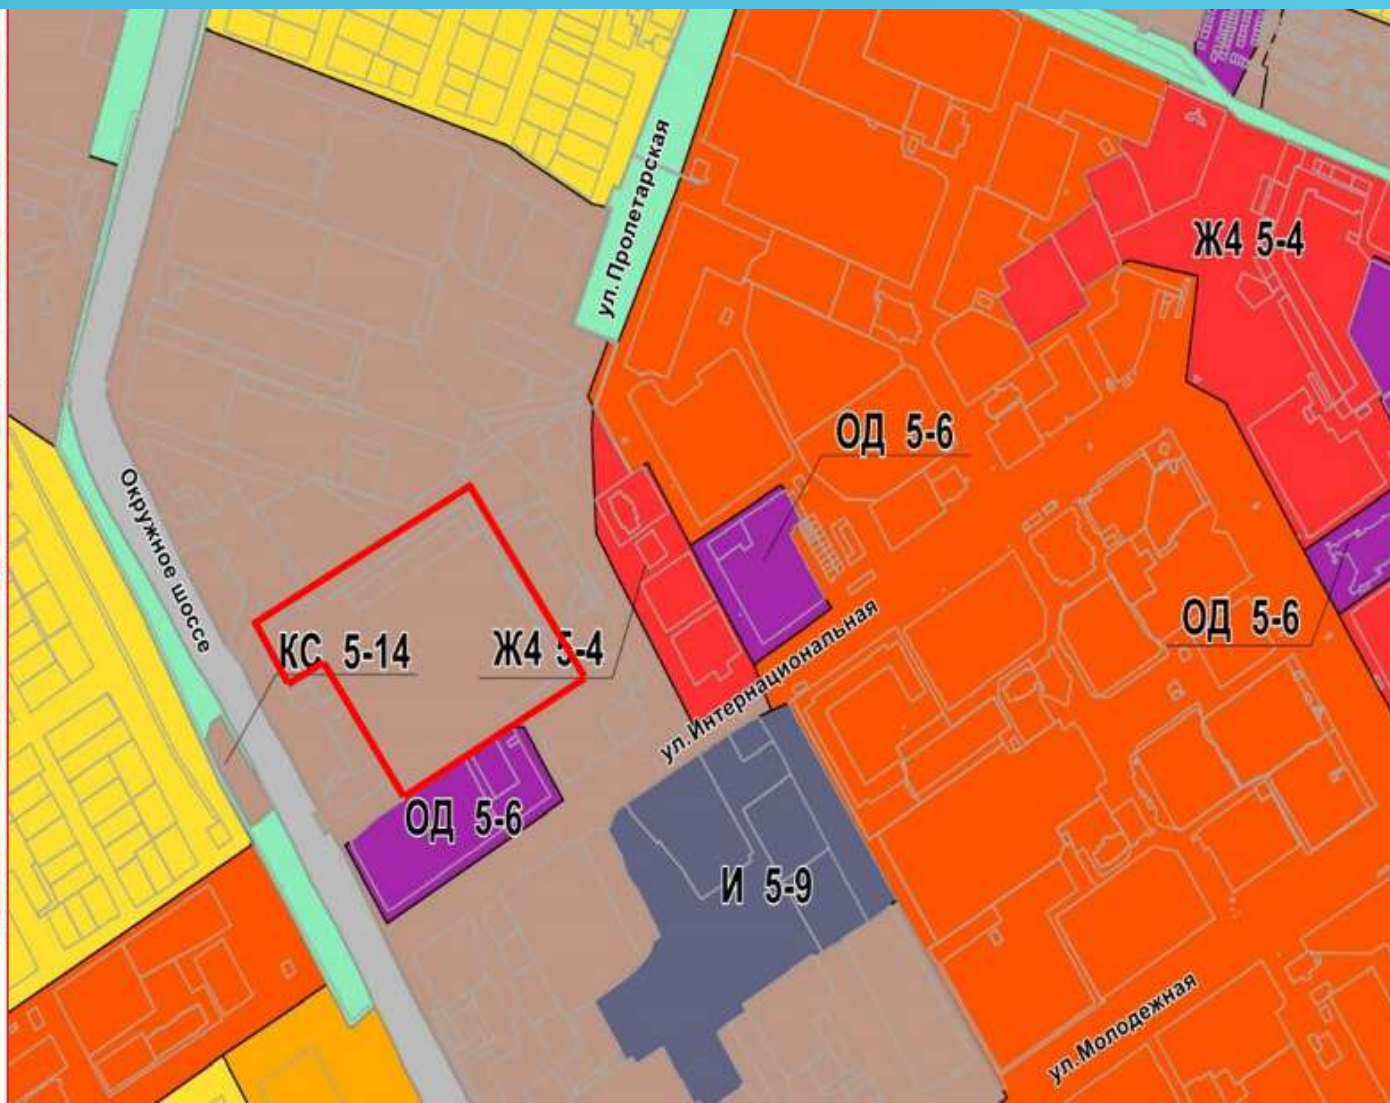 ул.Пролетарская
Ж4 5-4
ОД 5-6
Окружное шоссе
КС 5-14
Ж4 5-4
ОД 5-6
ул.Интернациональная
ОД 5-6
И 5-9
ул.Молодежная